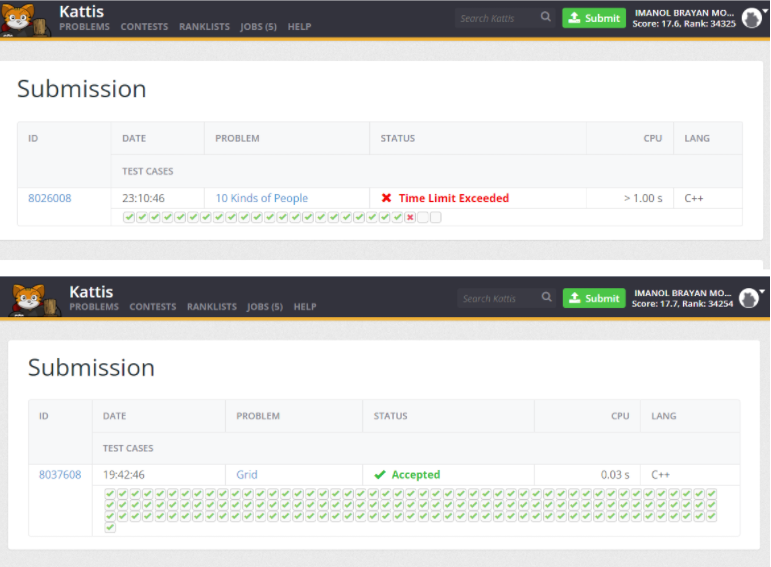 Kattis
PROBLEMS CONTESTS RANKLISTS JOBS (5) HELP
Search Kattis
Submit
IMANOL BRAYAN MO...
Score: 17.6, Rank: 34325
Submission
ID DATE PROBLEM STATUS CPU LANG
TEST CASES
8026008 23:10:46 10 Kinds of People Time Limit Exceeded > 1.00 s C++
Kattis
PROBLEMS CONTESTS RANKLISTS JOBS (5) HELP
Search Kattis
Submit
IMANOL BRAYAN MO...
Score: 17.7, Rank: 34254
Submission
ID DATE PROBLEM STATUS CPU LANG
TEST CASES
8037608 19:42:46 Grid Accepted 0.03 s C++